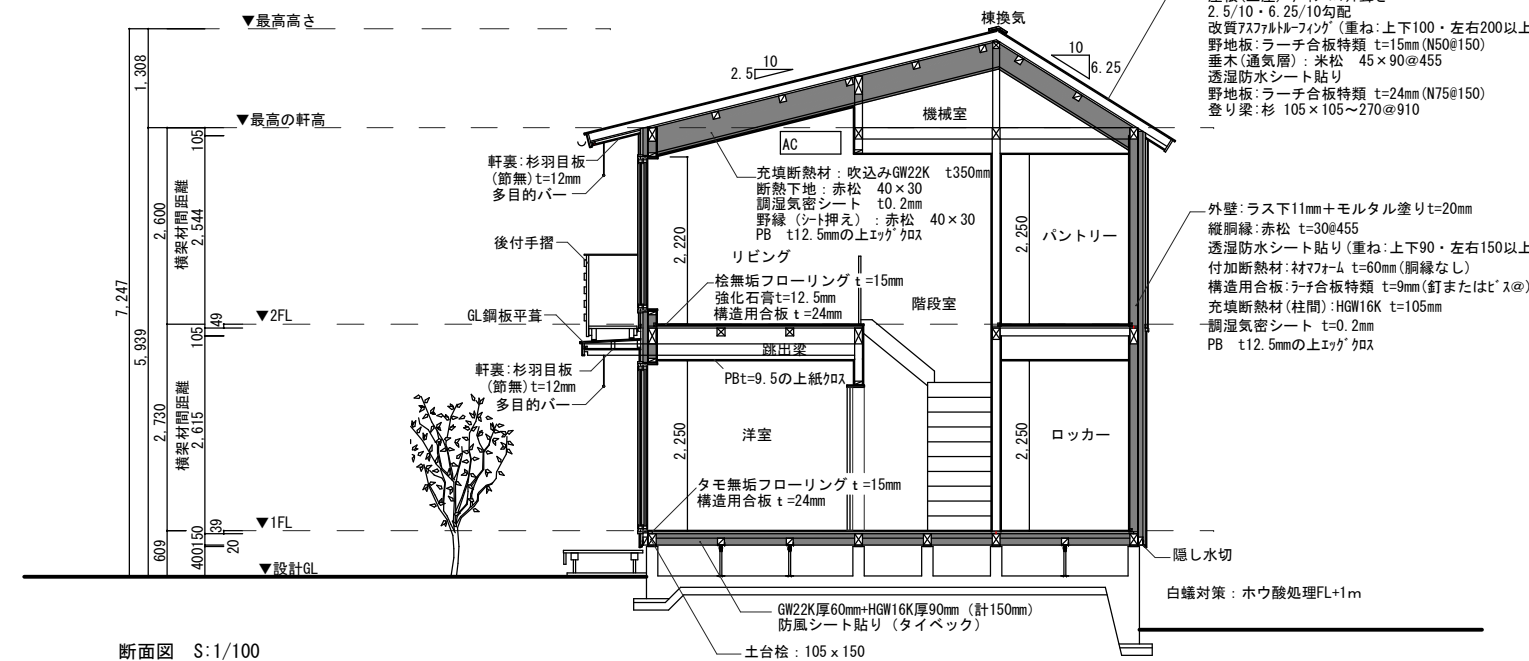 ▼最高高さ
棟換気
2.5/10・6.25/10勾配
改質ｱｽﾌｧﾙﾄﾙｰﾌｨﾝｸﾞ(重ね:上下100・左右200以上
野地板:ラーチ合板特類 t=15mm(N50@150)
垂木(通気層):米松 45×90@455
透湿防水シート貼り
野地板:ラーチ合板特類 t=24mm(N75@150)
登り梁:杉 105×105～270@910
10
2.5
10
6.25
1,308
▼最高の軒高
機械室
AC
105
軒裏:杉羽目板
(節無)t=12mm
多目的バー
充填断熱材：吹込みGW22K t350mm
断熱下地：赤松 40×30
調湿気密シート t0.2mm
野縁（ｼｰﾄ押え）：赤松 40×30
PB t12.5mmの上ｴｯｸﾞｸﾛｽ
2,600
横架材間距離
2,544
2,220
2,250
パントリー
外壁:ラス下11mm＋モルタル塗りt=20mm
縦胴縁:赤松 t=30@455
透湿防水シート貼り(重ね:上下90・左右150以上
付加断熱材:ﾈｵﾏﾌｫｰﾑ t=60mm(胴縁なし)
構造用合板:ﾗｰﾁ合板特類 t=9mm(釘またはﾋﾞｽ@)
充填断熱材(柱間):HGW16K t=105mm
調湿気密シート t=0.2mm
PB t12.5mmの上ｴｯｸﾞｸﾛｽ
後付手摺
リビング
桧無垢フローリングｔ=15mm
強化石膏t=12.5mm
構造用合板ｔ=24mm
階段室
7,247
5,939
GL鋼板平葺
▼2FL
49
105
跳出梁
軒裏:杉羽目板
(節無)t=12mm
多目的バー
PBt=9.5の上紙ｸﾛｽ
2,730
横架材間距離
2,615
2,250
洋室
2,250
ロッカー
タモ無垢フローリングｔ=15mm
構造用合板ｔ=24mm
▼1FL
39
150
20
400
609
▼設計GL
隠し水切
白蟻対策：ホウ酸処理FL+1ｍ
GW22K厚60mm+HGW16K厚90mm（計150mm）
防風シート貼り（タイベック）
土台桧：105ｘ150
断面図 S:1/100